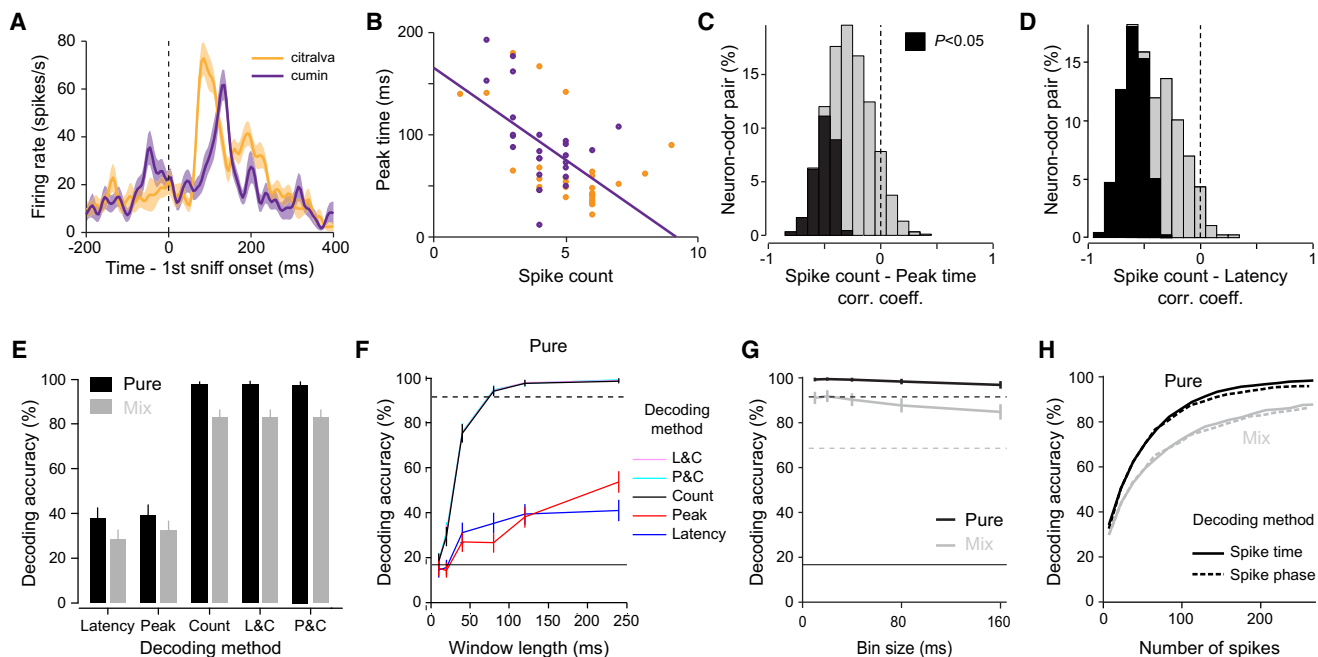 A
Firing rate (spikes/s)
80
60
40
20
0
-200
0
200
400
Time - 1st sniff onset (ms)
citralva
cumin
B
Peak time (ms)
200
100
0
0
5
10
Spike count
C
Neuron-odor pair (%)
15
10
5
0
-1
0
1
P<0.05
Spike count - Peak time
corr. coeff.
D
Neuron-odor pair (%)
15
10
5
0
-1
0
1
Spike count - Latency
corr. coeff.
E
Decoding accuracy (%)
100
80
60
40
20
0
Pure
Mix
Latency
Peak
Count
L&C
P&C
Decoding method
F
Pure
Decoding accuracy (%)
100
80
60
40
20
0
0
50
100
150
200
250
Window length (ms)
Decoding
method
L&C
P&C
Count
Peak
Latency
G
Decoding accuracy (%)
100
80
60
40
20
0
0
40
80
120
160
Bin size (ms)
Pure
Mix
H
Decoding accuracy (%)
100
80
60
40
20
0
0
100
200
Number of spikes
Pure
Mix
Decoding method
Spike time
Spike phase